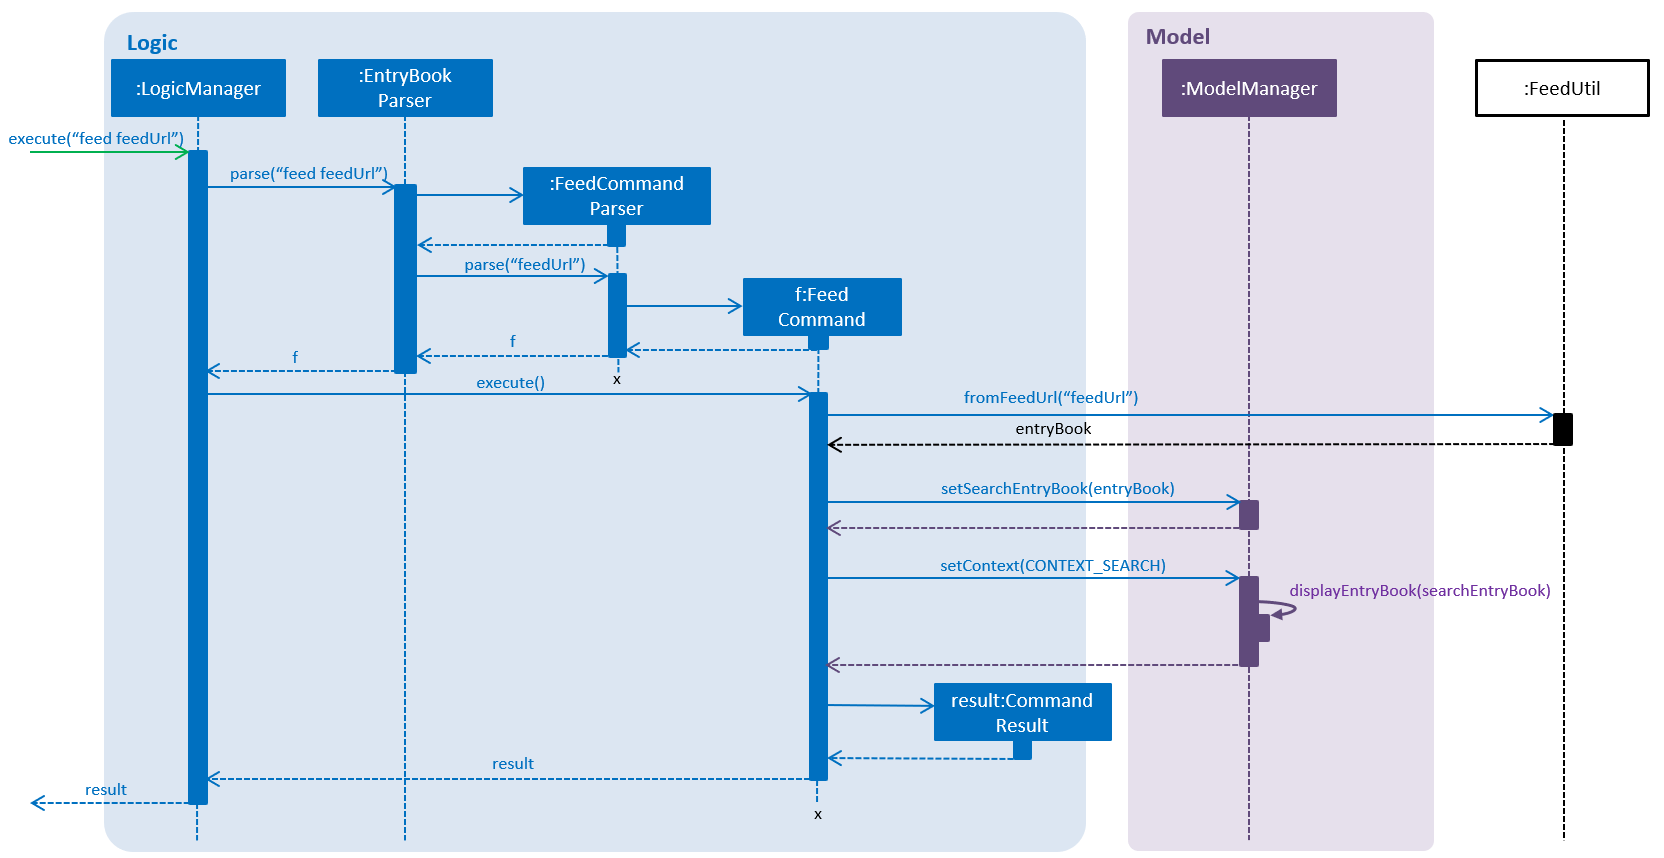 Logic
Model
:LogicManager
:EntryBook
Parser
:ModelManager
:FeedUtil
execute(“feed feedUrl”)
parse(“feed feedUrl”)
:FeedCommand
Parser
parse(“feedUrl”)
f:Feed
Command
f
f
x
execute()
fromFeedUrl(“feedUrl”)
entryBook
setSearchEntryBook(entryBook)
setContext(CONTEXT_SEARCH)
displayEntryBook(searchEntryBook)
result:Command
Result
result
result
x